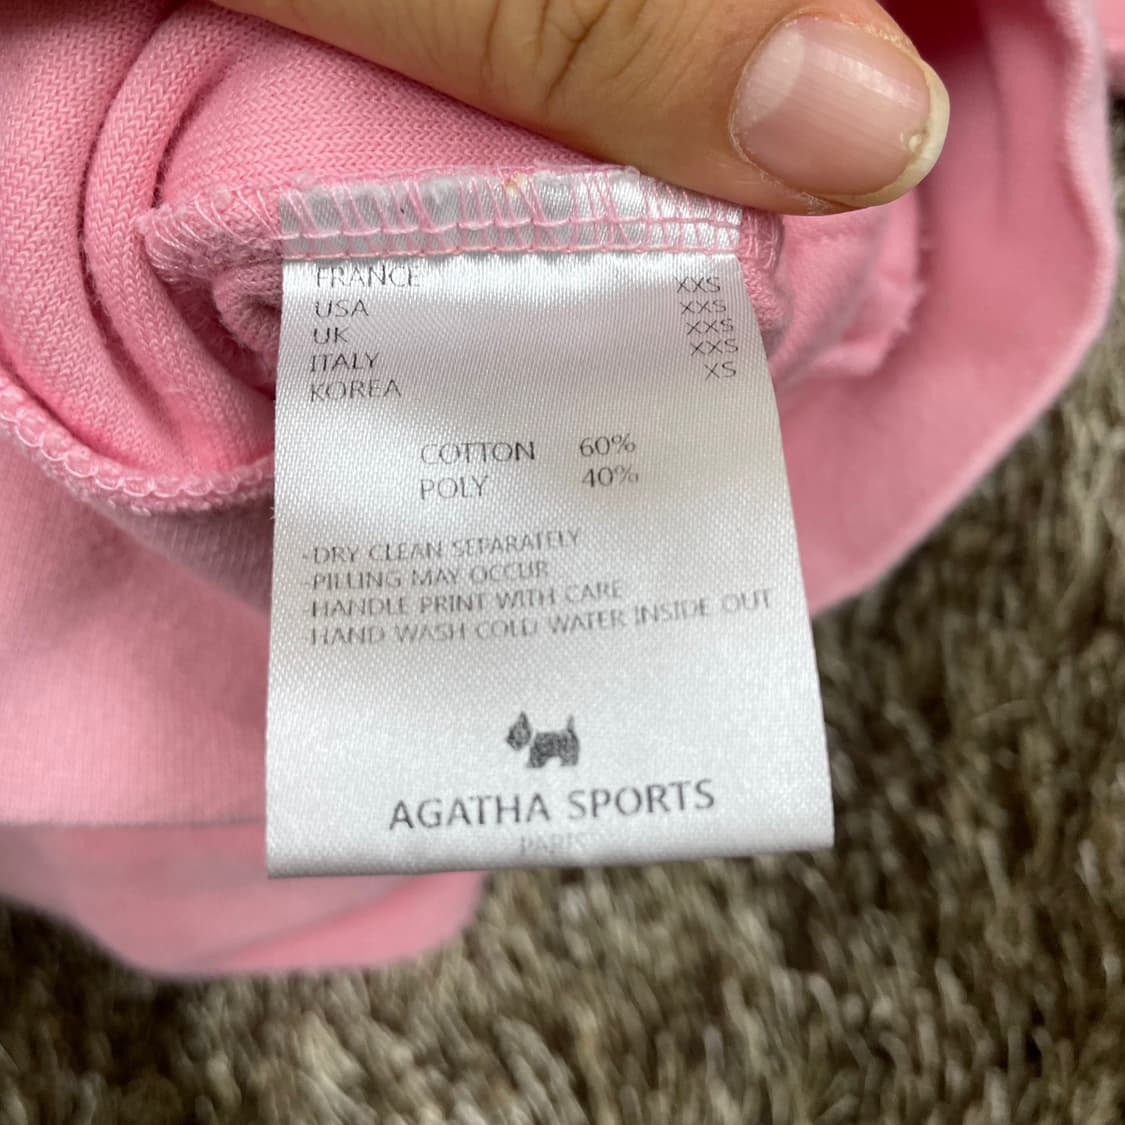 FRANCE XXS
USA XXS
UK XXS
ITALY XXS
KOREA XS
COTTON 60%
POLY 40%
-DRY CLEAN SEPARATELY
-PILLING MAY OCCUR
-HANDLE PRINT WITH CARE
HAND WASH COLD WATER INSIDE OUT
AGATHA SPORTS
PARIS